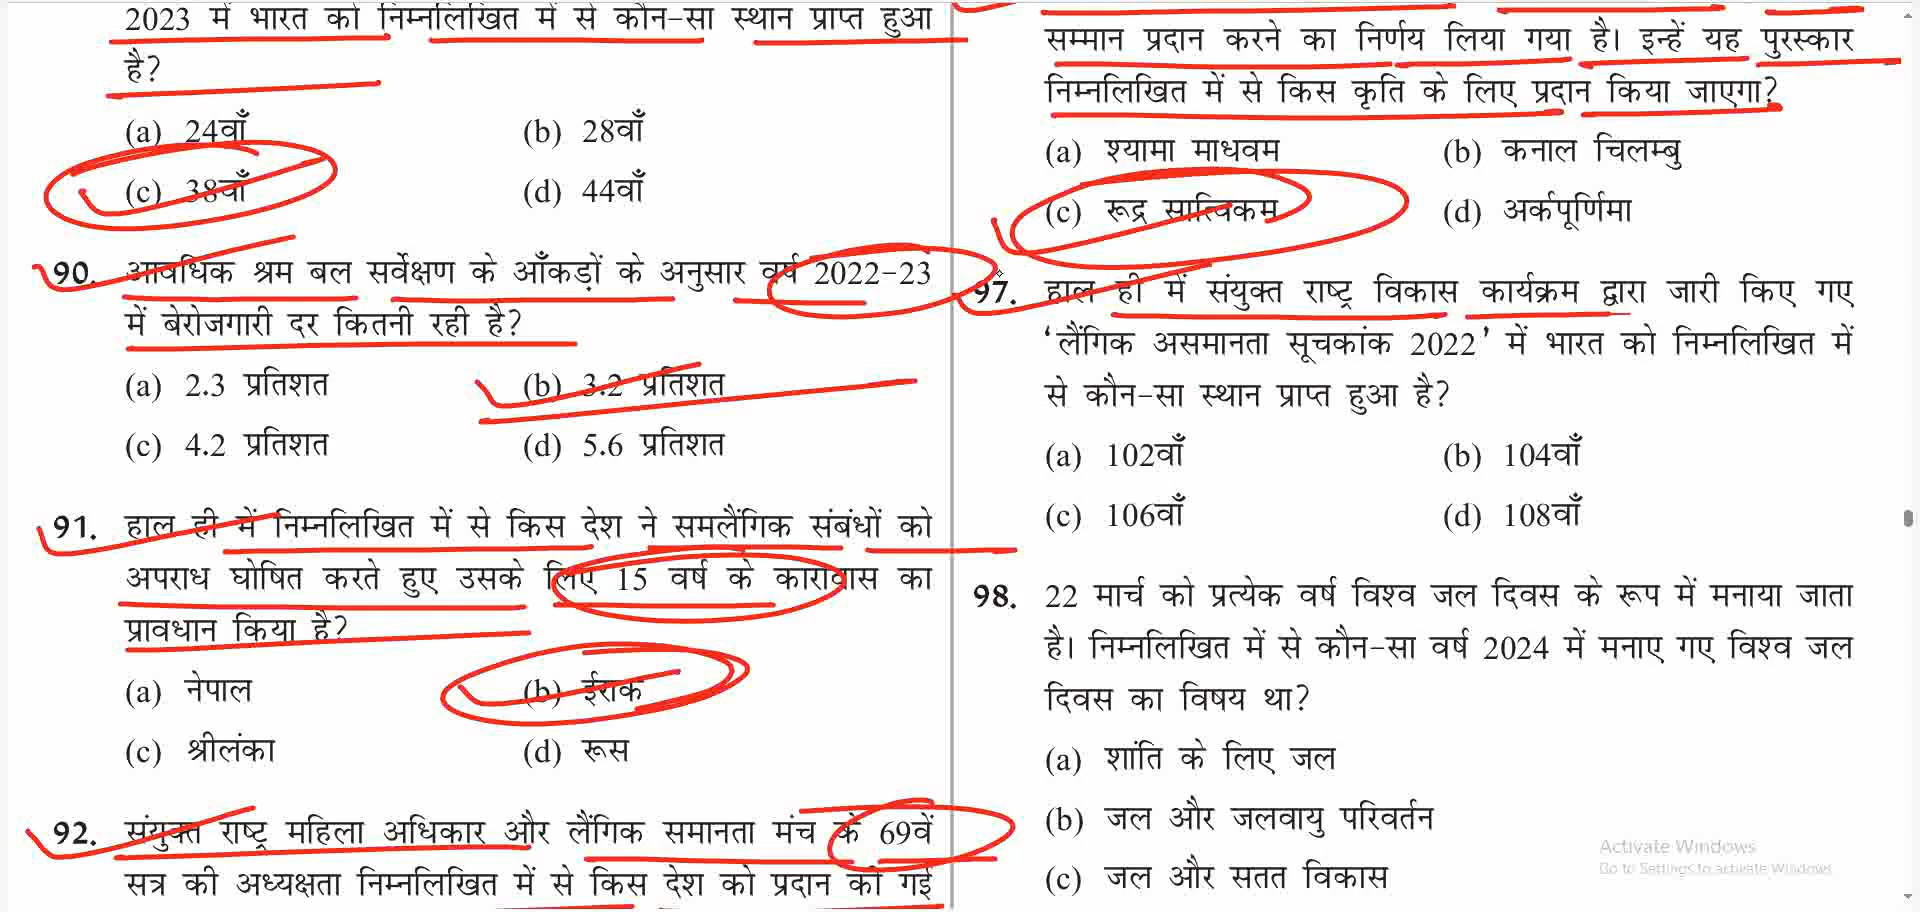 2023 में भारत को निम्नलिखित में से कौन-सा स्थान प्राप्त हुआ
है?
(a) 24वाँ (b) 28वाँ
(c) 38वाँ (d) 44वाँ
90. आवधिक श्रम बल सर्वेक्षण के आँकड़ों के अनुसार वर्ष 2022-23
में बेरोजगारी दर कितनी रही है?
(a) 2.3 प्रतिशत (b) 3.2 प्रतिशत
(c) 4.2 प्रतिशत (d) 5.6 प्रतिशत
91. हाल ही में निम्नलिखित में से किस देश ने समलैंगिक संबंधों को
अपराध घोषित करते हुए उसके लिए 15 वर्ष के कारावास का
प्रावधान किया है?
(a) नेपाल (b) ईराक
(c) श्रीलंका (d) रूस
92. संयुक्त राष्ट्र महिला अधिकार और लैंगिक समानता मंच के 69वें
सत्र की अध्यक्षता निम्नलिखित में से किस देश को प्रदान की गई
सम्मान प्रदान करने का निर्णय लिया गया है। इन्हें यह पुरस्कार
निम्नलिखित में से किस कृति के लिए प्रदान किया जाएगा?
(a) श्यामा माधवम (b) कनाल चिलम्बु
(c) रूद्र सात्विकम (d) अर्कपूर्णिमा
97. हाल ही में संयुक्त राष्ट्र विकास कार्यक्रम द्वारा जारी किए गए
‘लैंगिक असमानता सूचकांक 2022’ में भारत को निम्नलिखित में
से कौन-सा स्थान प्राप्त हुआ है?
(a) 102वाँ (b) 104वाँ
(c) 106वाँ (d) 108वाँ
98. 22 मार्च को प्रत्येक वर्ष विश्व जल दिवस के रूप में मनाया जाता
है। निम्नलिखित में से कौन-सा वर्ष 2024 में मनाए गए विश्व जल
दिवस का विषय था?
(a) शांति के लिए जल
(b) जल और जलवायु परिवर्तन
(c) जल और सतत विकास
Activate Windows
Go to Settings to activate Windows.